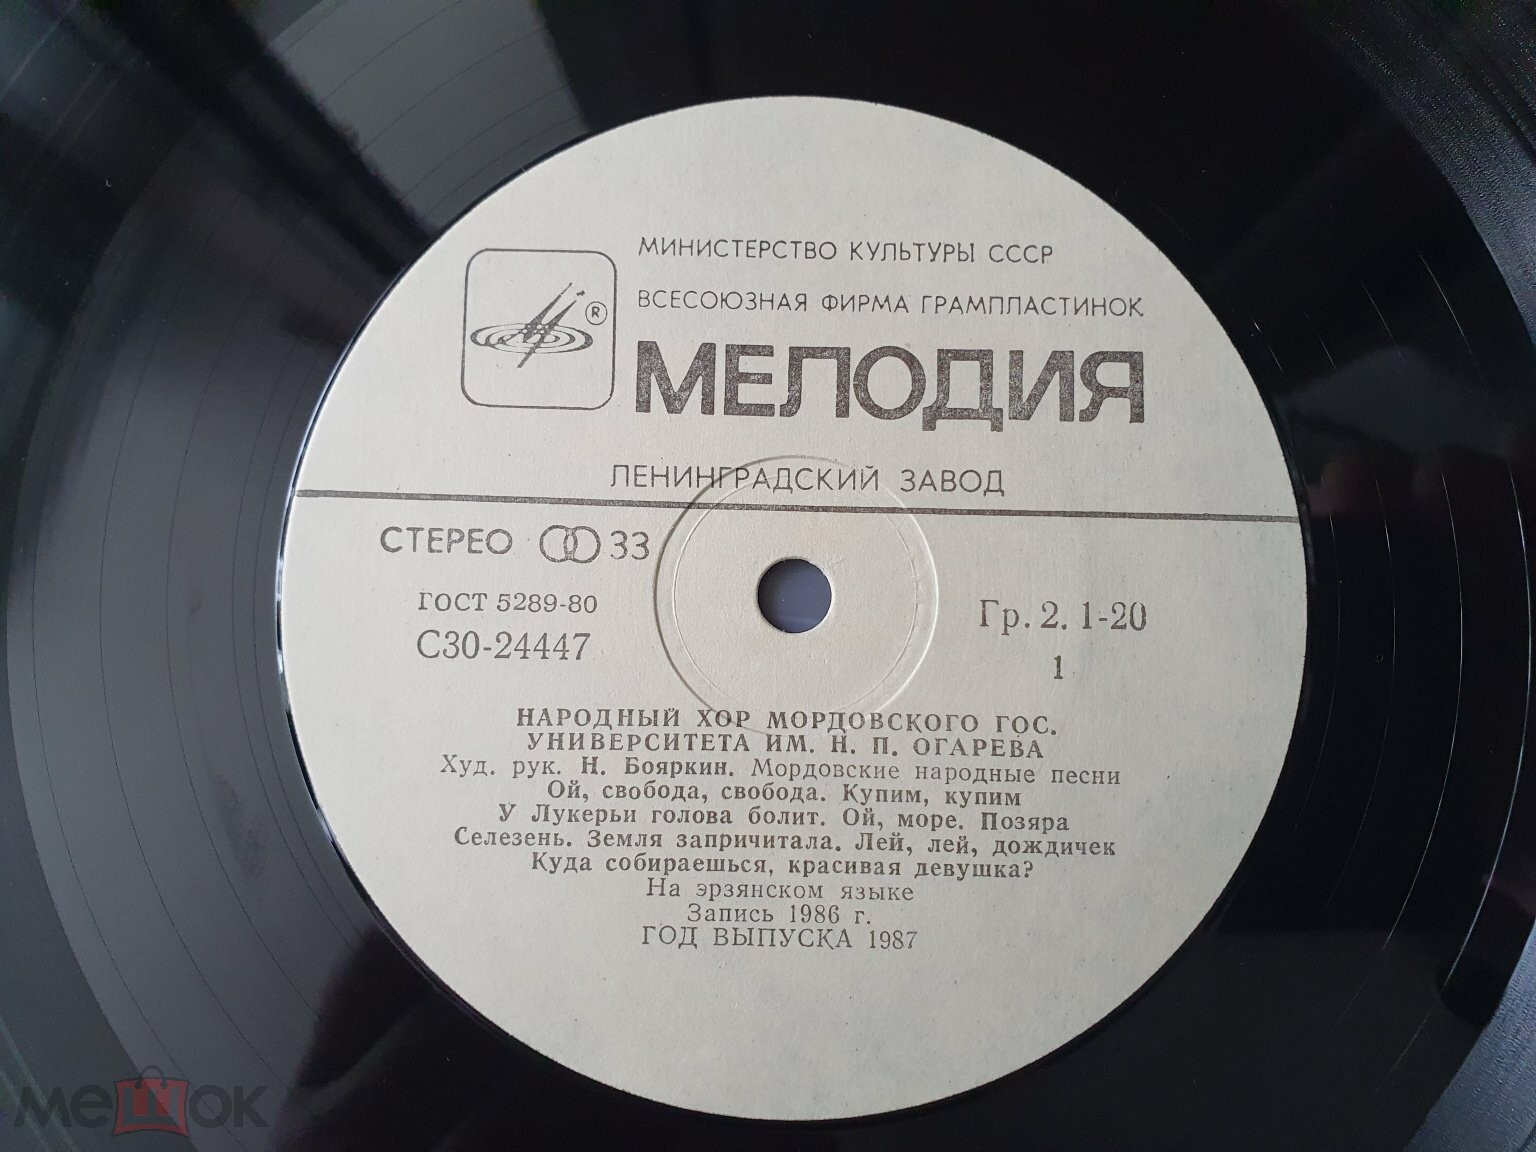 МИНИСТЕРСТВО КУЛЬТУРЫ СССР
ВСЕСОЮЗНАЯ ФИРМА ГРАМПЛАСТИНОК
®
МЕЛОДИЯ
ЛЕНИНГРАДСКИЙ ЗАВОД
СТЕРЕО 33
ГОСТ 5289-80
Гр. 2. 1-20
С30-24447
1
НАРОДНЫЙ ХОР МОРДОВСКОГО ГОС.
УНИВЕРСИТЕТА ИМ. Н. П. ОГАРЕВА
Худ. рук. Н. Бояркин. Мордовские народные песни
Ой, свобода, свобода. Купим, купим
У Лукерьи голова болит. Ой, море. Позяра
Селезень. Земля запричитала. Лей, лей, дождичек
Куда собираешься, красивая девушка?
На эрзянском языке
Запись 1986 г.
ГОД ВЫПУСКА 1987
мешок